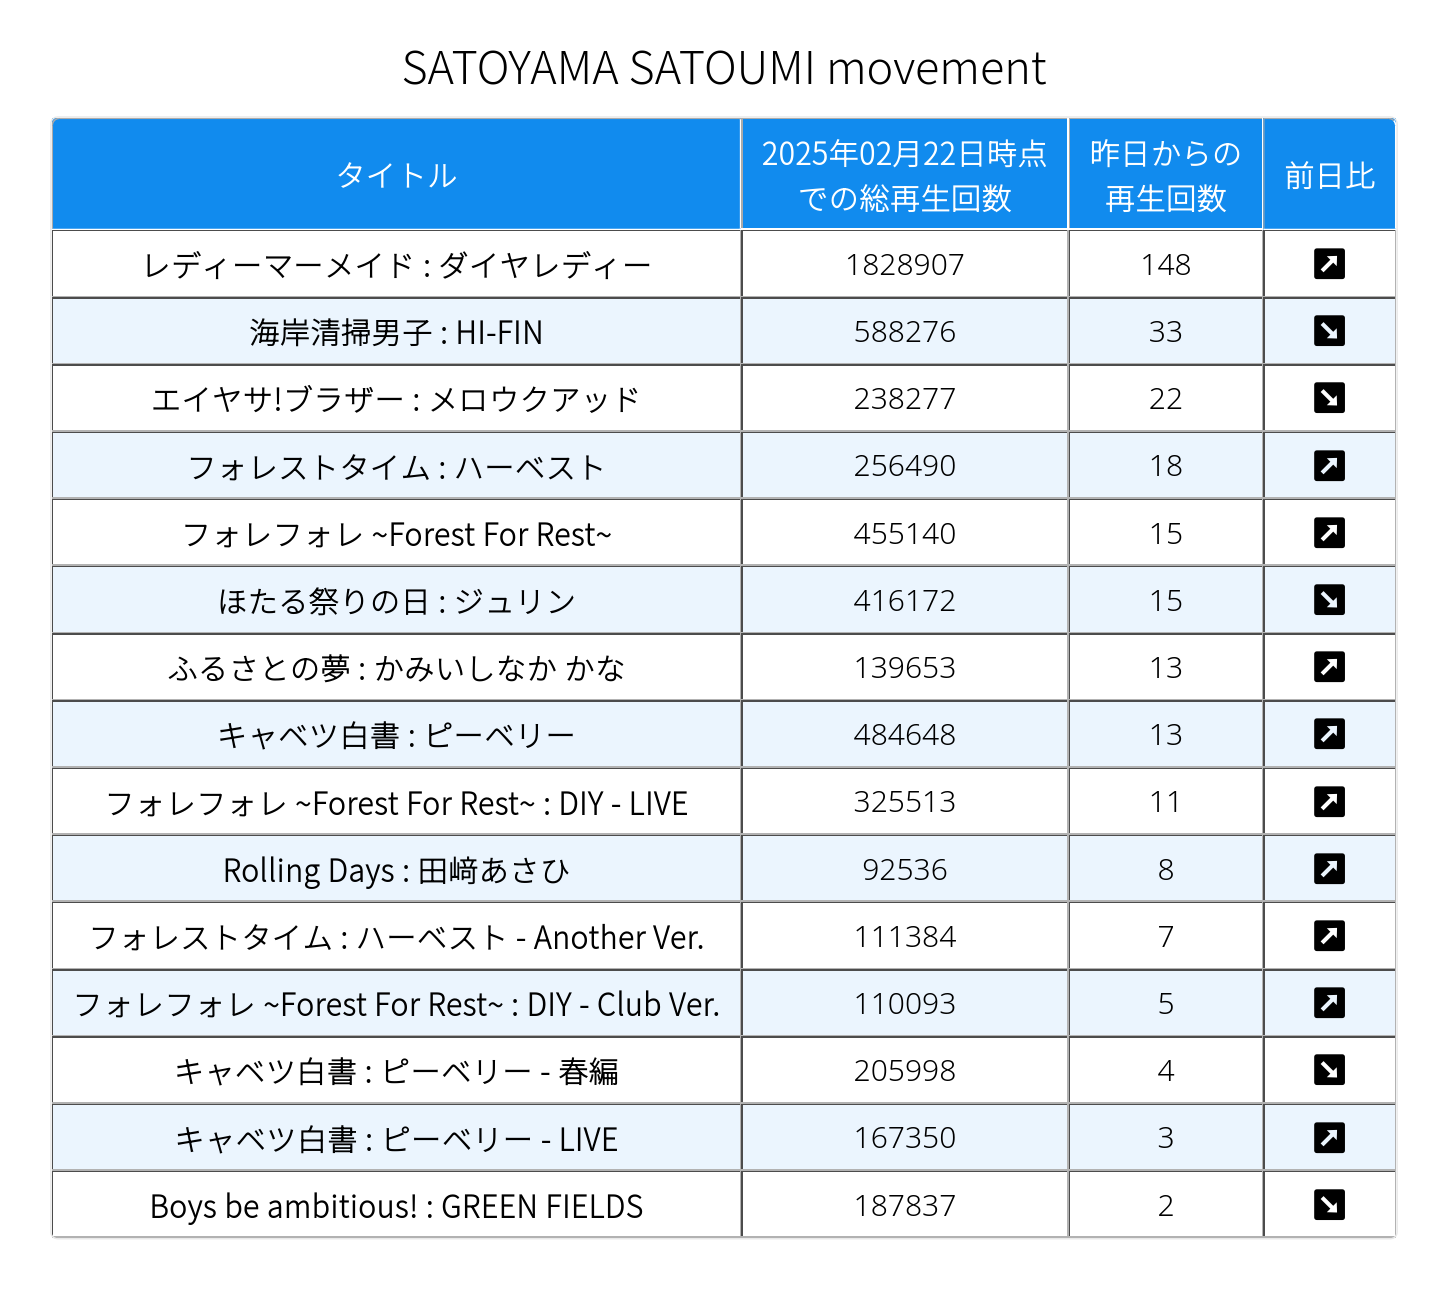 SATOYAMA SATOUMI movement
タイトル 2025年02月22日時点での総再生回数 昨日からの再生回数 前日比
レディーマーメイド : ダイヤレディー 1828907 148 ↗
海岸清掃男子 : HI-FIN 588276 33 ↘
エイヤサ!ブラザー : メロウクアッド 238277 22 ↘
フォレストタイム : ハーベスト 256490 18 ↗
フォレフォレ ~Forest For Rest~ 455140 15 ↗
ほたる祭りの日 : ジュリン 416172 15 ↘
ふるさとの夢 : かみいしなか かな 139653 13 ↗
キャベツ白書 : ピーベリー 484648 13 ↗
フォレフォレ ~Forest For Rest~ : DIY - LIVE 325513 11 ↗
Rolling Days : 田﨑あさひ 92536 8 ↗
フォレストタイム : ハーベスト - Another Ver. 111384 7 ↗
フォレフォレ ~Forest For Rest~ : DIY - Club Ver. 110093 5 ↗
キャベツ白書 : ピーベリー - 春編 205998 4 ↘
キャベツ白書 : ピーベリー - LIVE 167350 3 ↗
Boys be ambitious! : GREEN FIELDS 187837 2 ↘